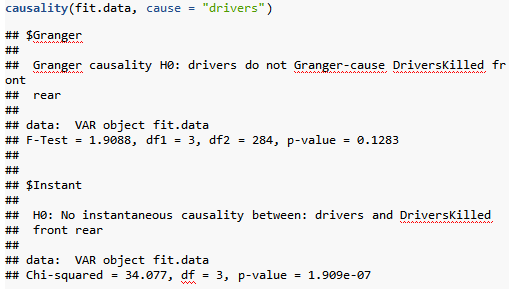 causality(fit.data, cause = "drivers")
## $Granger
##
##  Granger causality H0: drivers do not Granger-cause DriversKilled fr
ont
##  rear
##
## data:  VAR object fit.data
## F-Test = 1.9088, df1 = 3, df2 = 284, p-value = 0.1283
##
##
## $Instant
##
##  H0: No instantaneous causality between: drivers and DriversKilled
##  front rear
##
## data:  VAR object fit.data
## Chi-squared = 34.077, df = 3, p-value = 1.909e-07